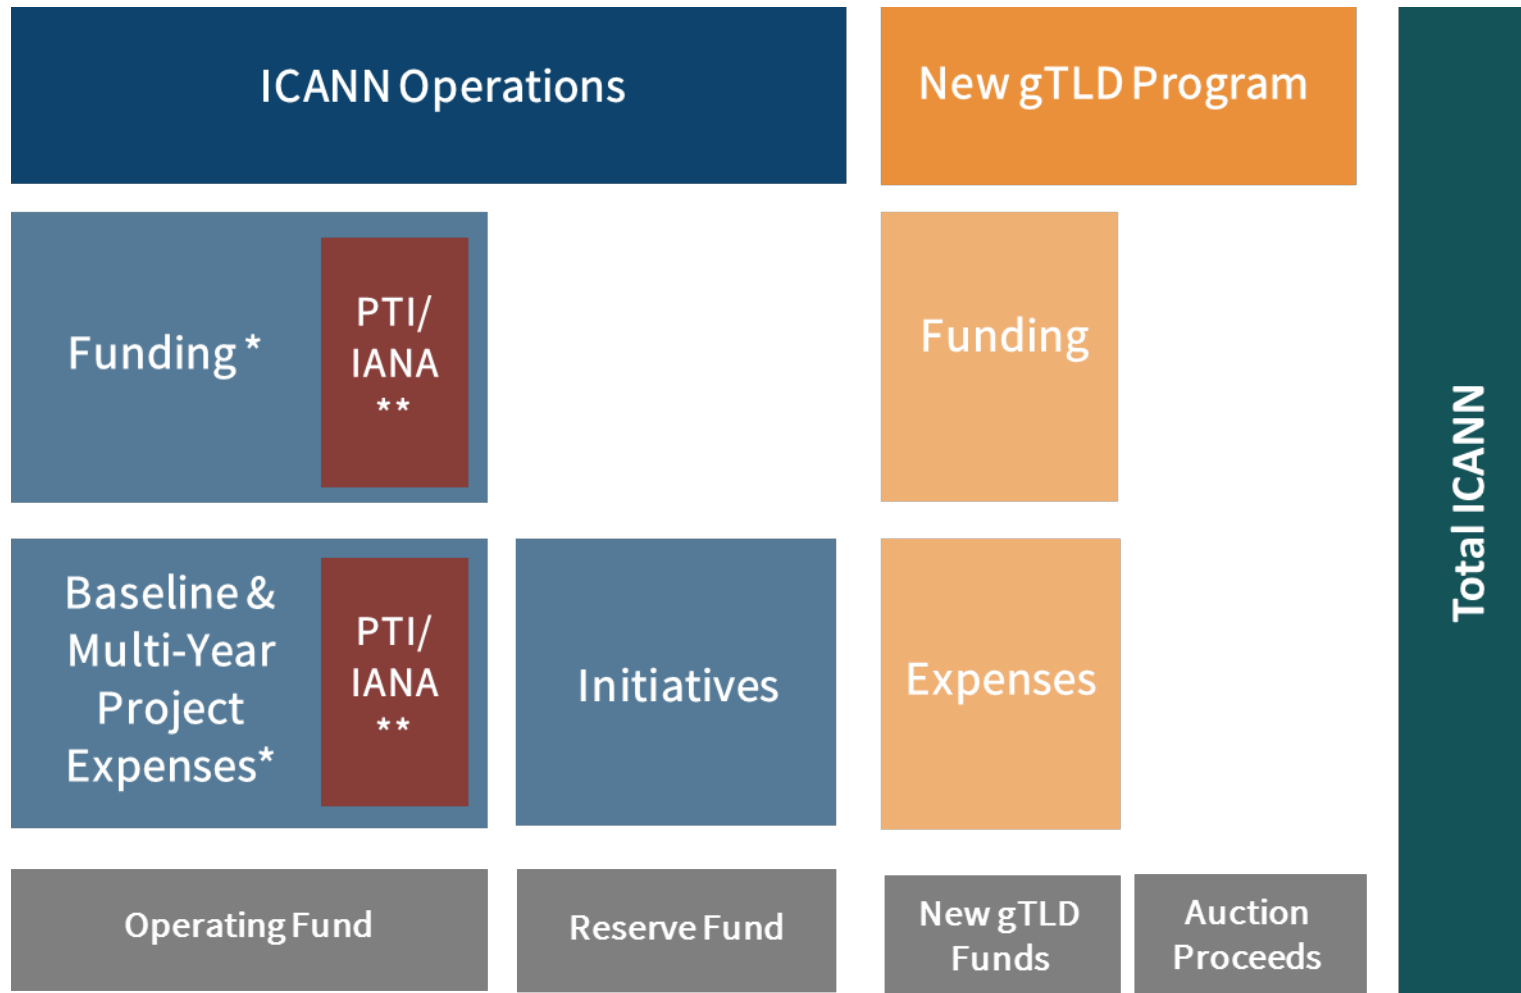 ICANN Operations
New gTLD Program
Funding *
PTI/
IANA
**
Funding
Baseline &
Multi-Year
Project
Expenses*
PTI/
IANA
**
Initiatives
Expenses
Operating Fund
Reserve Fund
New gTLD
Funds
Auction
Proceeds
Total ICANN